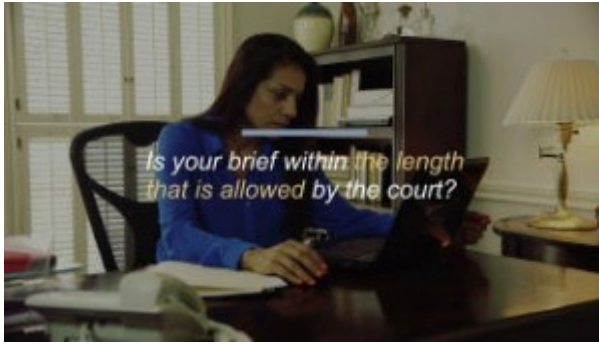 Is your brief within the length
that is allowed by the court?